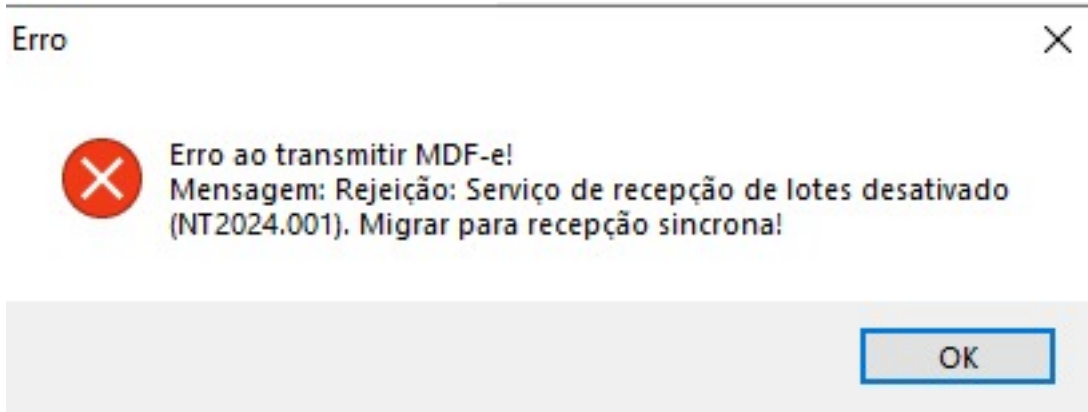 Erro
Erro ao transmitir MDF-e!
Mensagem: Rejeição: Serviço de recepção de lotes desativado
(NT2024.001). Migrar para recepção sincrona!
OK